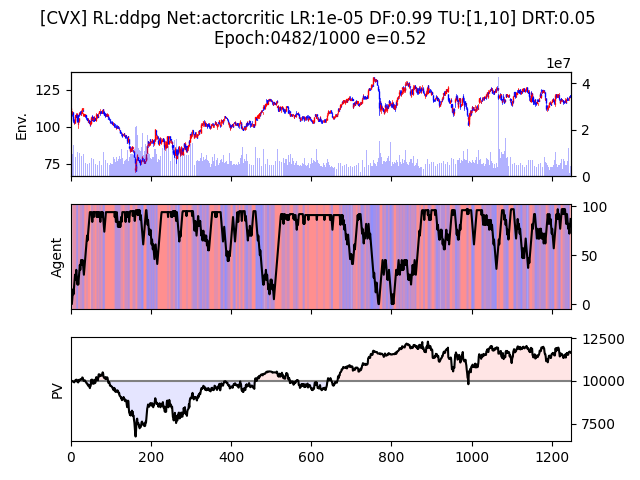 [CVX] RL:ddpg Net:actorcritic LR:1e-05 DF:0.99 TU:[1,10] DRT:0.05
Epoch:0482/1000 e=0.52
1e7
125
100
75
Env.
4
2
0
Agent
100
50
0
PV
12500
10000
7500
0 200 400 600 800 1000 1200